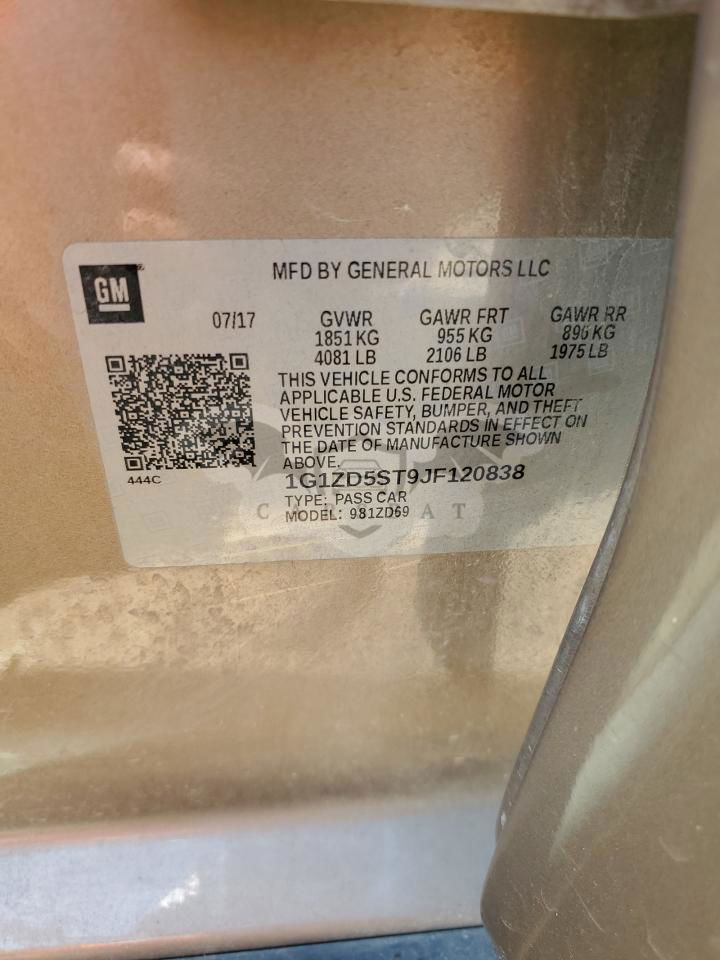 GM
MFD BY GENERAL MOTORS LLC
07/17
GVWR
1851 KG
4081 LB
GAWR FRT
955 KG
2106 LB
GAWR RR
896 KG
1975 LB
THIS VEHICLE CONFORMS TO ALL
APPLICABLE U.S. FEDERAL MOTOR
VEHICLE SAFETY, BUMPER, AND THEFT
PREVENTION STANDARDS IN EFFECT ON
THE DATE OF MANUFACTURE SHOWN
ABOVE.
444C
1G1ZD5ST9JF120838
TYPE: PASS CAR
MODEL: 981ZD69